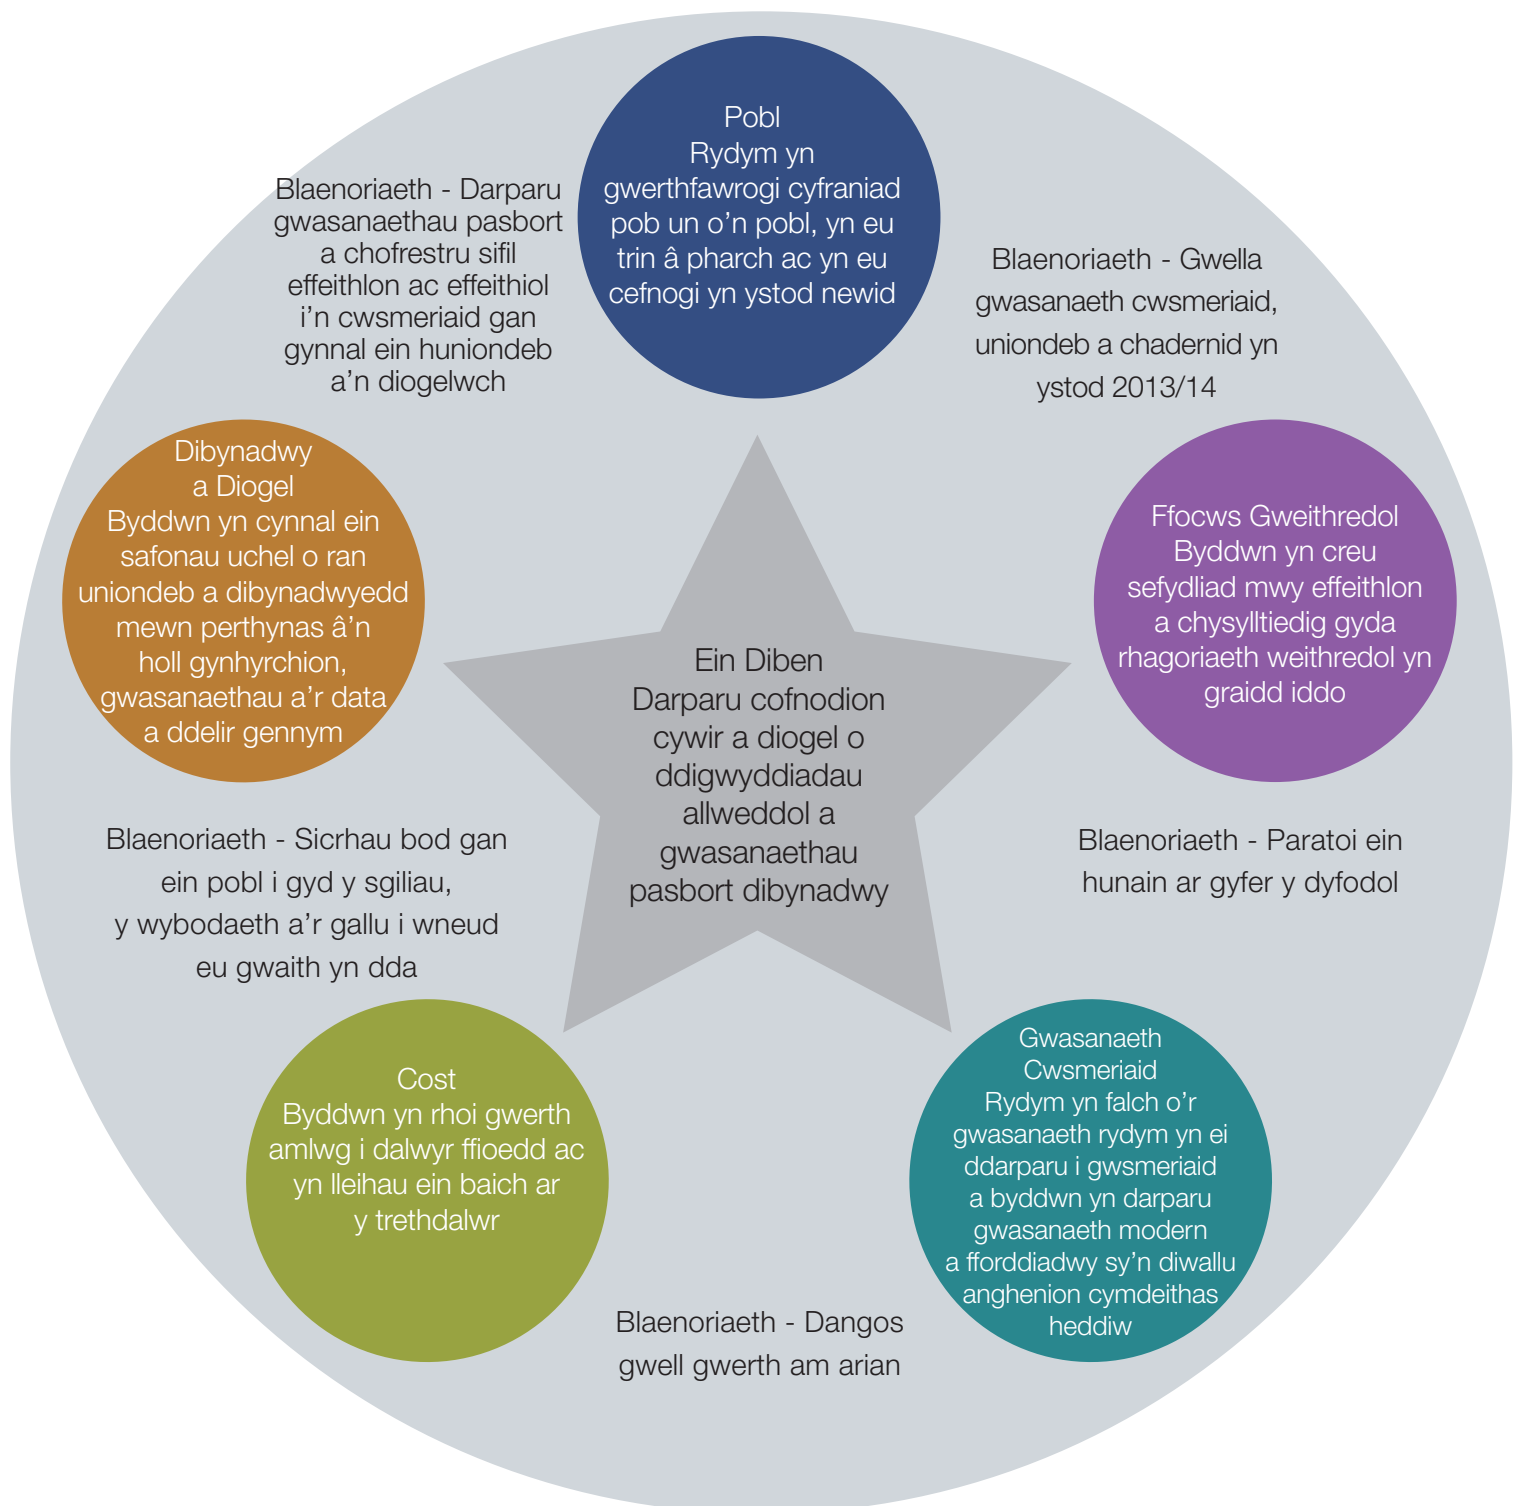 Pobl
Rydym yn
gwerthfawrogi cyfraniad
pob un o'n pobl, yn eu
trin â pharch ac yn eu
cefnogi yn ystod newid
Blaenoriaeth - Darparu
gwasanaethau pasbort
a chofrestru sifil
effeithlon ac effeithiol
i'n cwsmeriaid gan
gynnal ein huniondeb
a'n diogelwch
Blaenoriaeth - Gwella
gwasanaeth cwsmeriaid,
uniondeb a chadernid yn
ystod 2013/14
Dibynadwy
a Diogel
Byddwn yn cynnal ein
safonau uchel o ran
uniondeb a dibynadwyedd
mewn perthynas â'n
holl gynhyrchion,
gwasanaethau a'r data
a ddelir gennym
Ffocws Gweithredol
Byddwn yn creu
sefydliad mwy effeithlon
a chysylltiedig gyda
rhagoriaeth weithredol yn
graidd iddo
Ein Diben
Darparu cofnodion
cywir a diogel o
ddigwyddiadau
allweddol a
gwasanaethau
pasbort dibynadwy
Blaenoriaeth - Sicrhau bod gan
ein pobl i gyd y sgiliau,
y wybodaeth a'r gallu i wneud
eu gwaith yn dda
Blaenoriaeth - Paratoi ein
hunain ar gyfer y dyfodol
Cost
Byddwn yn rhoi gwerth
amlwg i dalwyr ffioedd ac
yn lleihau ein baich ar
y trethdalwr
Gwasanaeth
Cwsmeriaid
Rydym yn falch o'r
gwasanaeth rydym yn ei
ddarparu i gwsmeriaid
a byddwn yn darparu
gwasanaeth modern
a fforddiadwy sy'n diwallu
anghenion cymdeithas
heddiw
Blaenoriaeth - Dangos
gwell gwerth am arian